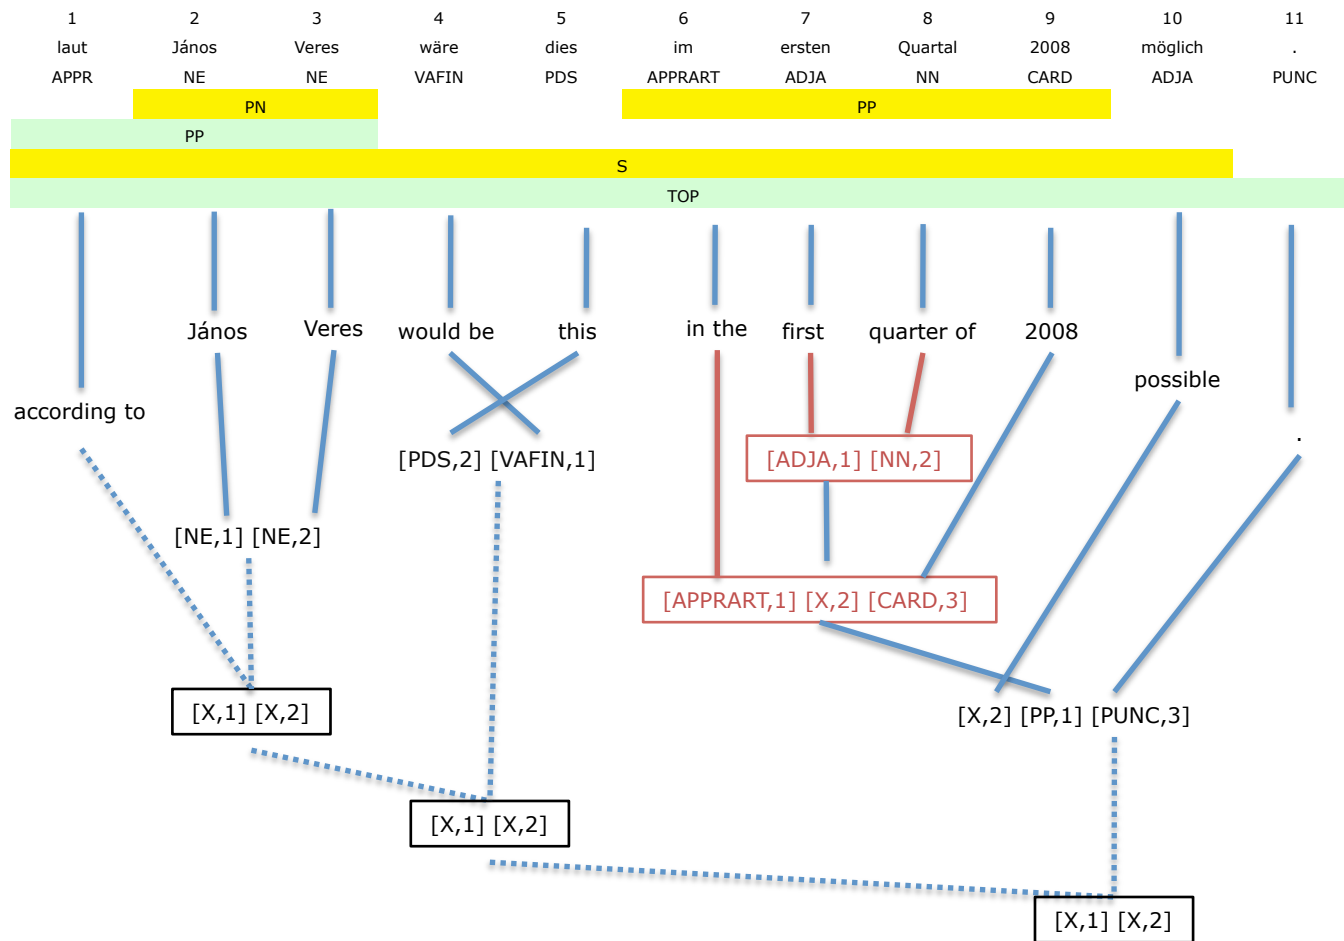 1 2 3 4 5 6 7 8 9 10 11
laut János Veres wäre dies im ersten Quartal 2008 möglich .
APPR NE NE VAFIN PDS APPRART ADJA NN CARD ADJA PUNC
PN PP
PP
S
TOP
János Veres would be this in the first quarter of 2008
possible
according to
.
[PDS,2] [VAFIN,1] [ADJA,1] [NN,2]
[NE,1] [NE,2]
[APPRART,1] [X,2] [CARD,3]
[X,1] [X,2] [X,2] [PP,1] [PUNC,3]
[X,1] [X,2]
[X,1] [X,2]